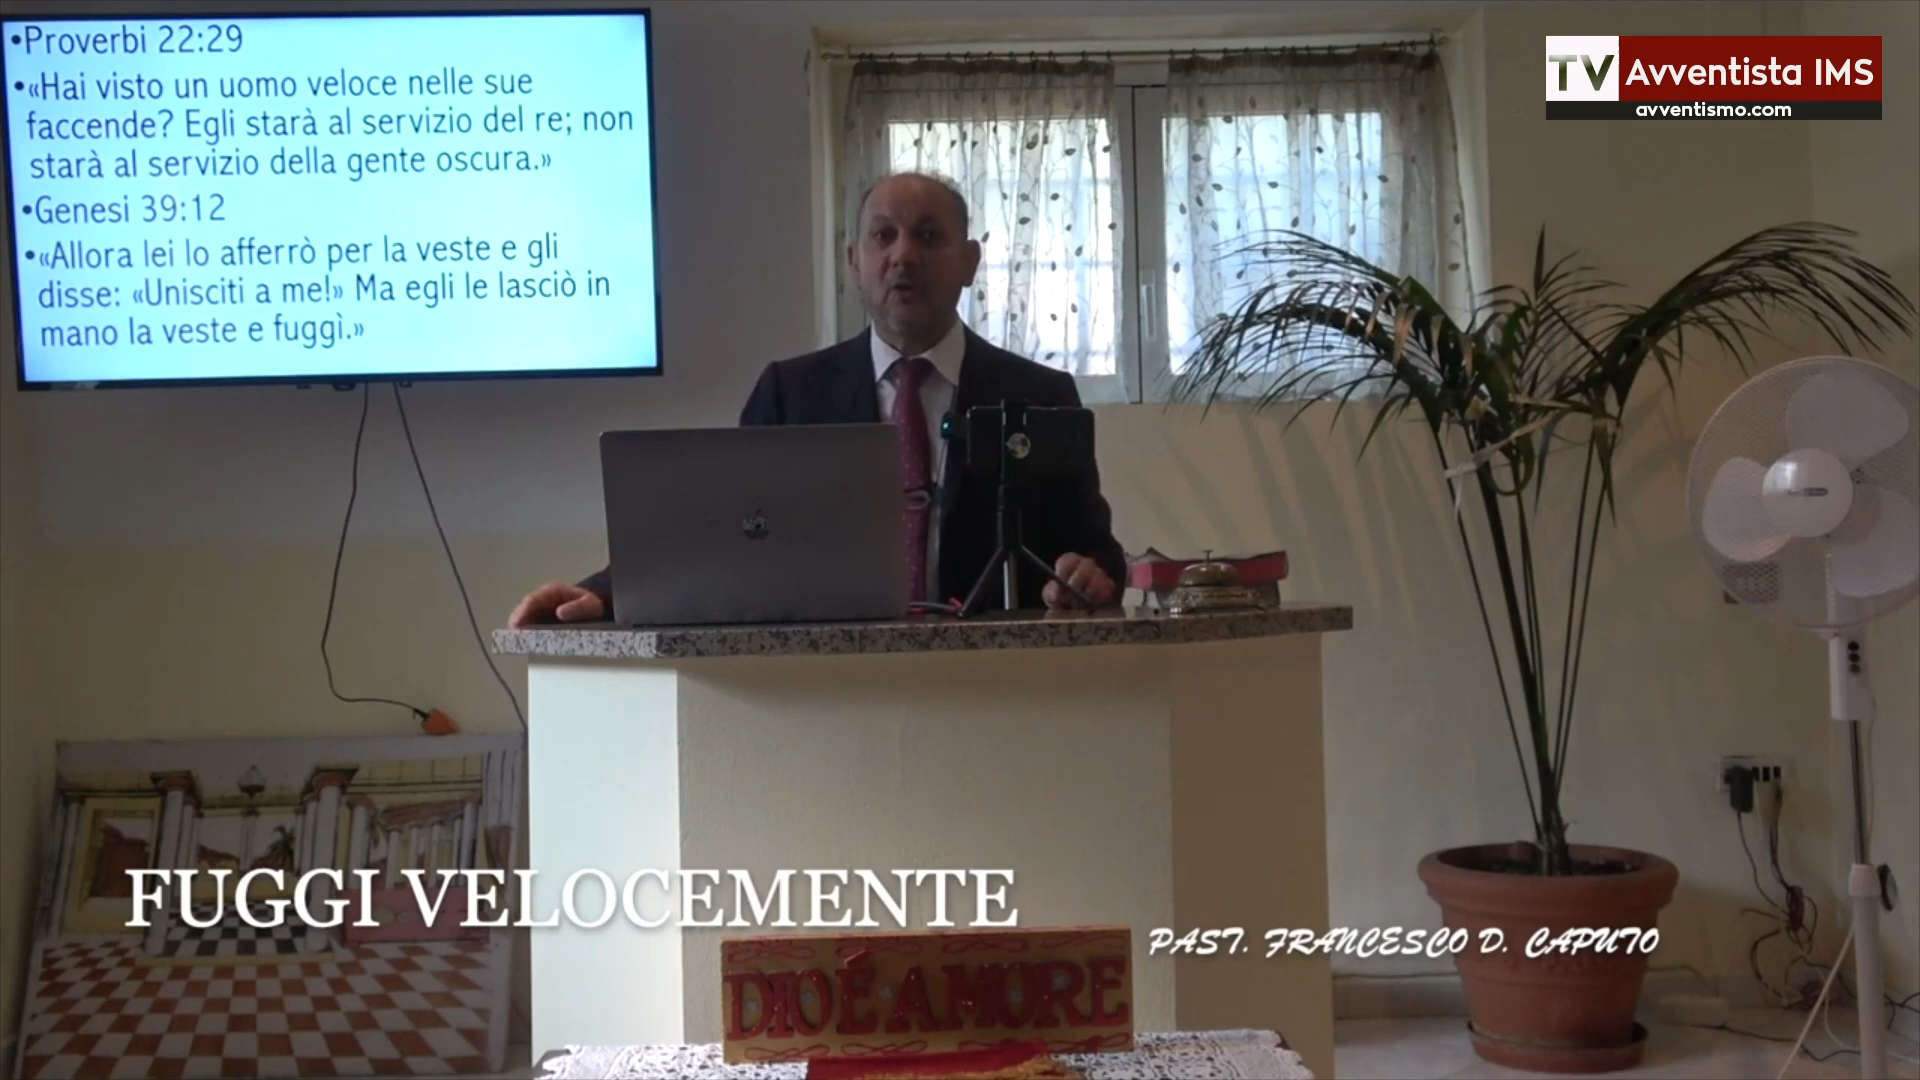 •Proverbi 22:29
•«Hai visto un uomo veloce nelle sue
faccende? Egli starà al servizio del re; non
starà al servizio della gente oscura.»
•Genesi 39:12
•«Allora lei lo afferrò per la veste e gli
disse: «Unisciti a me!» Ma egli le lasciò in
mano la veste e fuggì.»
TV Avventista IMS
avventismo.com
FUGGI VELOCEMENTE
PAST. FRANCESCO D. CAPUTO
DIO É AMORE